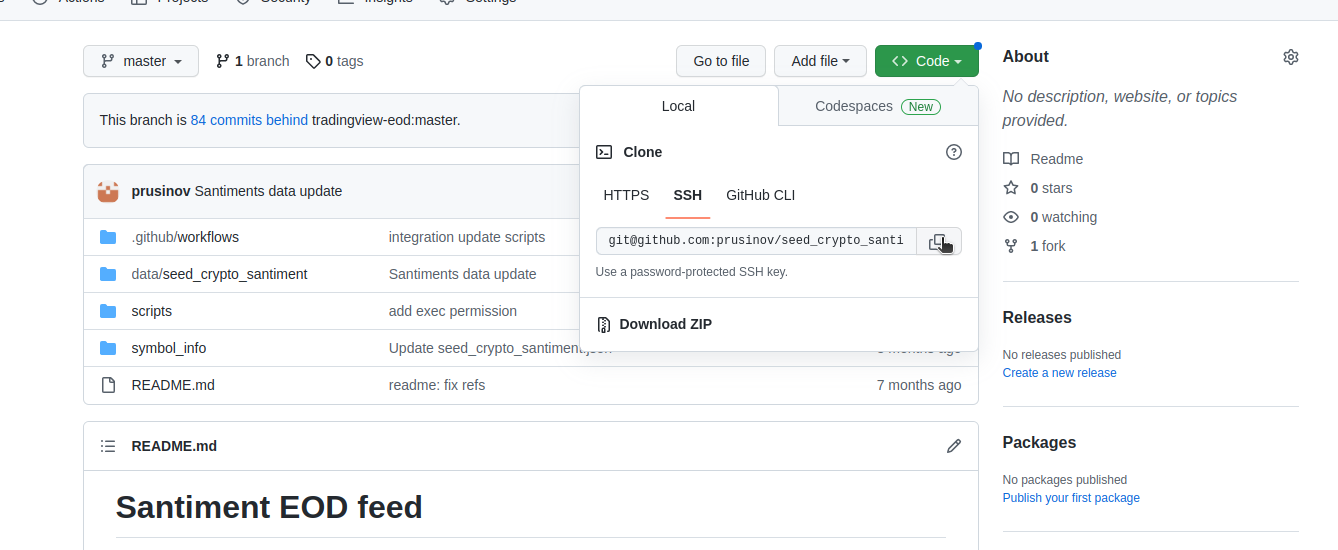 Actions Projects Security Insights Settings
master 1 branch 0 tags Go to file Add file Code
This branch is 84 commits behind tradingview-eod:master.
Local Codespaces New
Clone
HTTPS SSH GitHub CLI
git@github.com:prusinov/seed_crypto_santi
Use a password-protected SSH key.
Download ZIP
prusinov Santiments data update
.github/workflows integration update scripts
data/seed_crypto_santiment Santiments data update
scripts add exec permission
symbol_info Update seed_crypto_santiment.json months ago
README.md readme: fix refs 7 months ago
README.md
Santiment EOD feed
About
No description, website, or topics
provided.
Readme
0 stars
0 watching
1 fork
Releases
No releases published
Create a new release
Packages
No packages published
Publish your first package